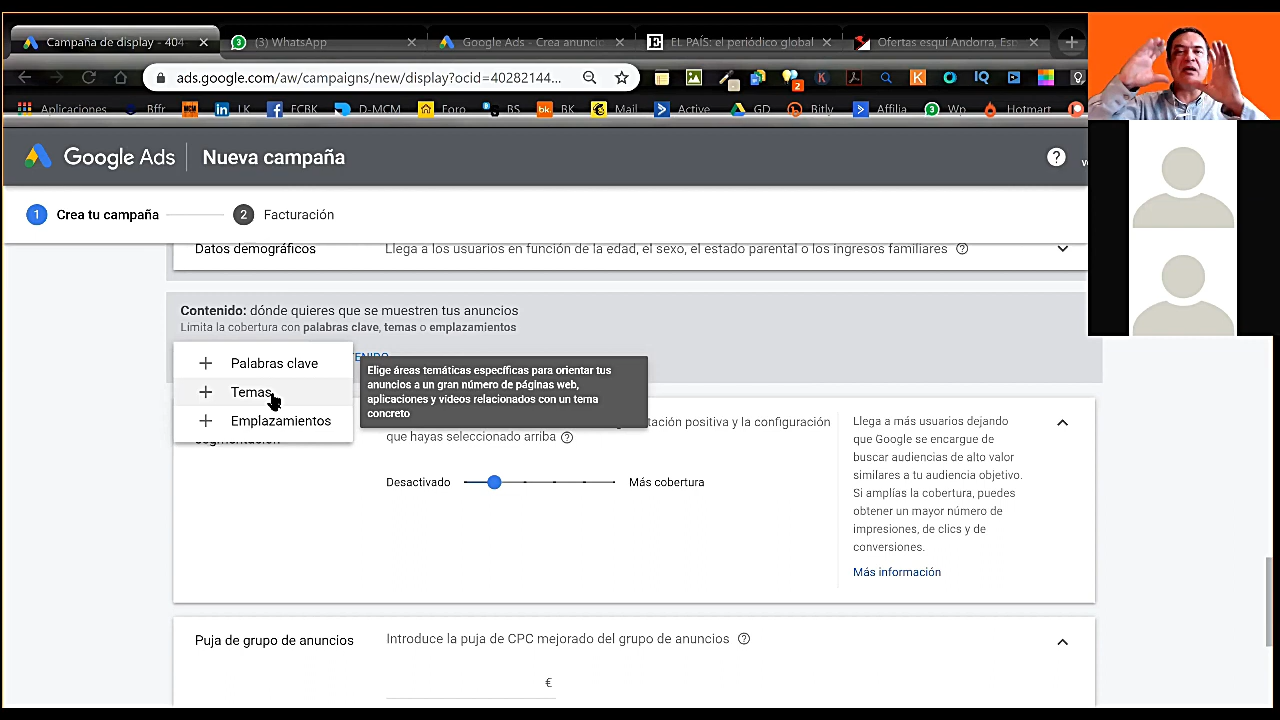 Campaña de display - 404
(3) WhatsApp
Google Ads - Crea anuncio
EL PAÍS: el periódico global
Ofertas esquí Andorra, Es
ads.google.com/aw/campaigns/new/display?ocid=40282144...
Aplicaciones
Bffr
LK
FCBK
D-MCM
Foro
BS
BK
Mail
Active
GD
Bitly
Affilia
Wp
Hotmart
Google Ads
Nueva campaña
1 Crea tu campaña
2 Facturación
Datos demográficos
Llega a los usuarios en función de la edad, el sexo, el estado parental o los ingresos familiares
Contenido: dónde quieres que se muestren tus anuncios
Limita la cobertura con palabras clave, temas o emplazamientos
Palabras clave
Temas
Emplazamientos
Elige áreas temáticas específicas para orientar tus
anuncios a un gran número de páginas web,
aplicaciones y vídeos relacionados con un tema
concreto
positiva y la configuración
que hayas seleccionado arriba
Desactivado
Más cobertura
Llega a más usuarios dejando
que Google se encargue de
buscar audiencias de alto valor
similares a tu audiencia objetivo.
Si amplías la cobertura, puedes
obtener un mayor número de
impresiones, de clics y de
conversiones.
Más información
Puja de grupo de anuncios
Introduce la puja de CPC mejorado del grupo de anuncios
€